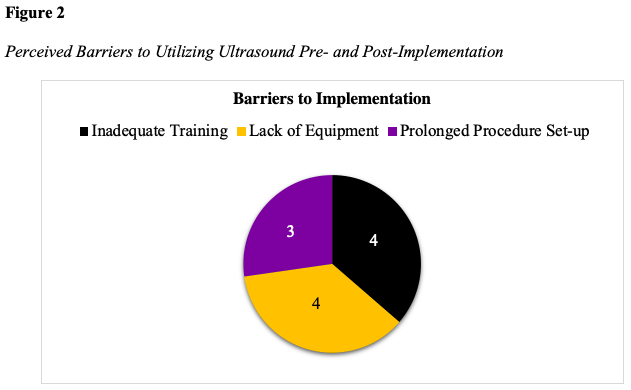 Figure 2
Perceived Barriers to Utilizing Ultrasound Pre- and Post-Implementation
Barriers to Implementation
Inadequate Training Lack of Equipment Prolonged Procedure Set-up
3
4
4